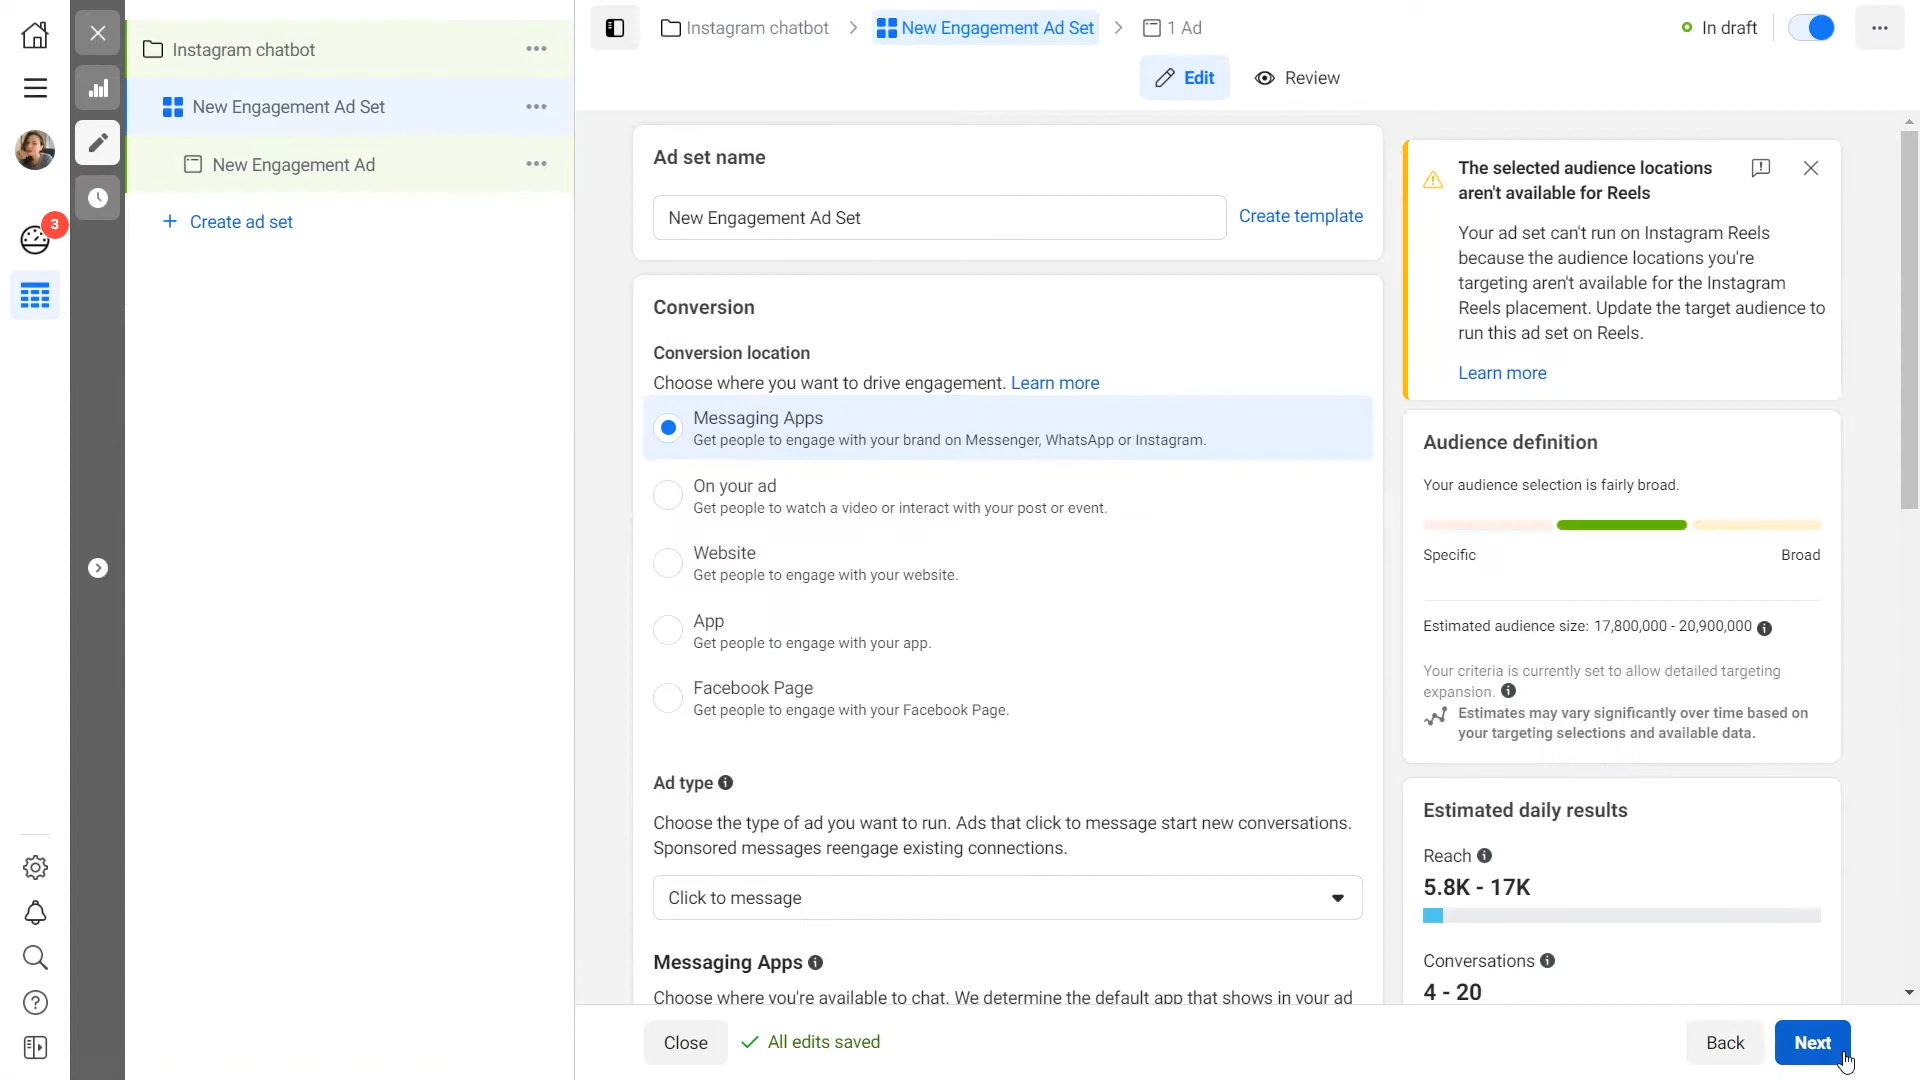 3
Instagram chatbot
New Engagement Ad Set
New Engagement Ad
+ Create ad set
Instagram chatbot > New Engagement Ad Set > 1 Ad
In draft
Edit
Review
Ad set name
New Engagement Ad Set
Create template
Conversion
Conversion location
Choose where you want to drive engagement. Learn more
Messaging Apps
Get people to engage with your brand on Messenger, WhatsApp or Instagram.
On your ad
Get people to watch a video or interact with your post or event.
Website
Get people to engage with your website.
App
Get people to engage with your app.
Facebook Page
Get people to engage with your Facebook Page.
Ad type
Choose the type of ad you want to run. Ads that click to message start new conversations.
Sponsored messages reengage existing connections.
Click to message
Messaging Apps
Choose where you're available to chat. We determine the default app that shows in your ad
The selected audience locations
aren't available for Reels
Your ad set can't run on Instagram Reels
because the audience locations you're
targeting aren't available for the Instagram
Reels placement. Update the target audience to
run this ad set on Reels.
Learn more
Audience definition
Your audience selection is fairly broad.
Specific
Broad
Estimated audience size: 17,800,000 - 20,900,000
Your criteria is currently set to allow detailed targeting
expansion.
Estimates may vary significantly over time based on
your targeting selections and available data.
Estimated daily results
Reach
5.8K - 17K
Conversations
4 - 20
Close
All edits saved
Back
Next